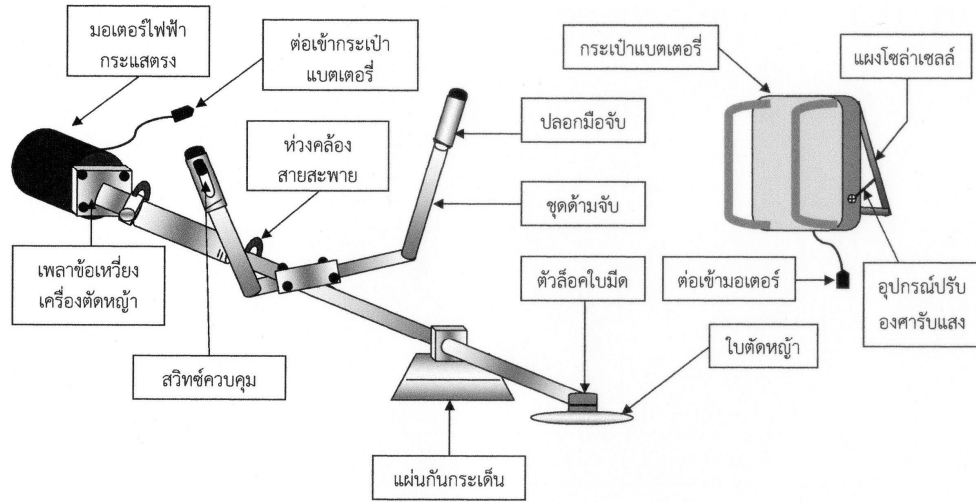 มอเตอร์ไฟฟ้า
กระแสตรง
ต่อเข้ากระเป๋า
แบตเตอรี่
กระเป๋าแบตเตอรี่
แผงโซล่าเซลล์
ปลอกมือจับ
ห่วงคล้อง
สายสะพาย
ชุดด้ามจับ
เพลาข้อเหวี่ยง
เครื่องตัดหญ้า
ตัวล็อคใบมีด
ต่อเข้ามอเตอร์
อุปกรณ์ปรับ
องศารับแสง
ใบตัดหญ้า
สวิทช์ควบคุม
แผ่นกันกระเด็น